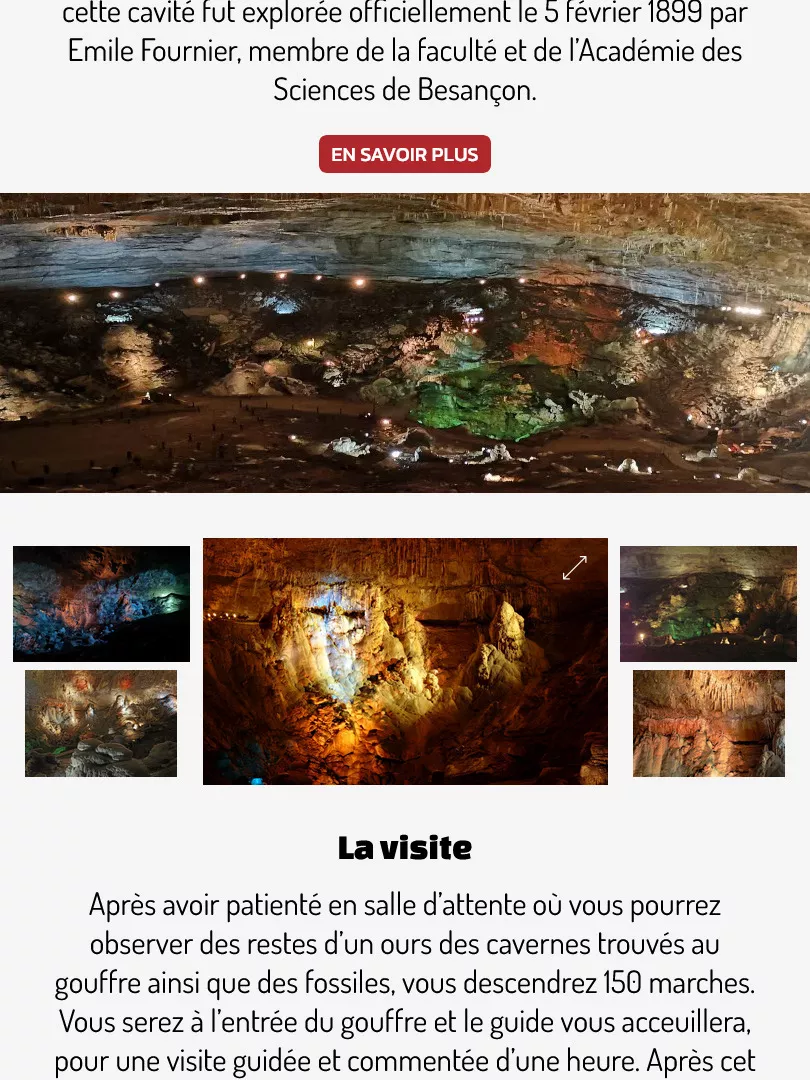 cette cavité fut explorée officiellement le 5 février 1899 par
Emile Fournier, membre de la faculté et de l'Académie des
Sciences de Besançon.
EN SAVOIR PLUS
La visite
Après avoir patienté en salle d'attente où vous pourrez
observer des restes d'un ours des cavernes trouvés au
gouffre ainsi que des fossiles, vous descendrez 150 marches.
Vous serez à l'entrée du gouffre et le guide vous acceuillera,
pour une visite guidée et commentée d'une heure. Après cet